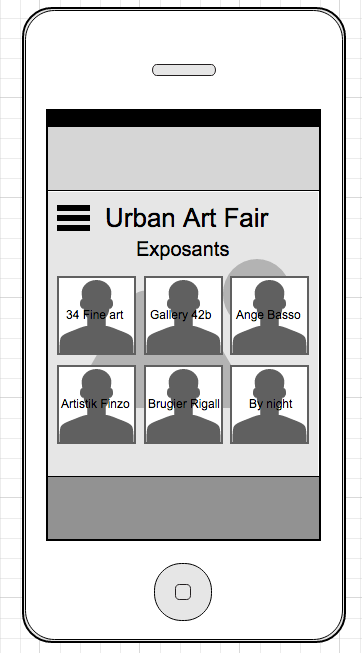 Urban Art Fair
Exposants
34 Fine art
Gallery 42b
Ange Basso
Artistik Finzo
Brugier Rigall
By night